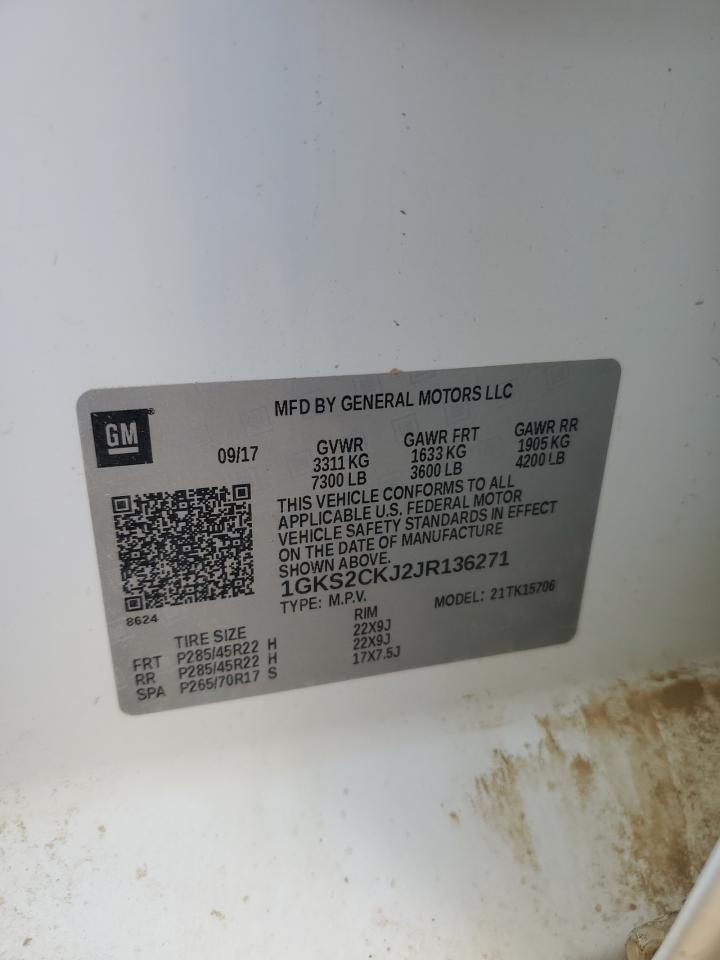 MFD BY GENERAL MOTORS LLC
GM
09/17
GVWR
3311 KG
7300 LB
GAWR FRT
1633 KG
3600 LB
GAWR RR
1905 KG
4200 LB
THIS VEHICLE CONFORMS TO ALL
APPLICABLE U.S. FEDERAL MOTOR
VEHICLE SAFETY STANDARDS IN EFFECT
ON THE DATE OF MANUFACTURE
SHOWN ABOVE.
1GKS2CKJ2JR136271
TYPE: M.P.V.
MODEL: 21TK15706
8624
TIRE SIZE RIM
FRT P285/45R22 H 22X9J
RR P285/45R22 H 22X9J
SPA P265/70R17 S 17X7.5J